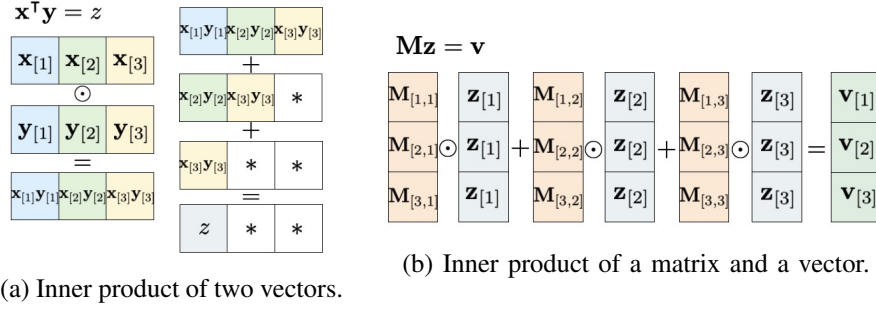 x⊺y = z
x[1] x[2] x[3]
⊙
y[1] y[2] y[3]
=
x[1]y[1] x[2]y[2] x[3]y[3]
x[1]y[1] x[2]y[2] x[3]y[3]
+
x[2]y[2] x[3]y[3] *
+
x[3]y[3] * *
=
z * *
(a) Inner product of two vectors.
Mz = v
M[1,1] z[1] M[1,2] z[2] M[1,3] z[3] v[1]
M[2,1] ⊙ z[1] + M[2,2] ⊙ z[2] + M[2,3] ⊙ z[3] = v[2]
M[3,1] z[1] M[3,2] z[2] M[3,3] z[3] v[3]
(b) Inner product of a matrix and a vector.